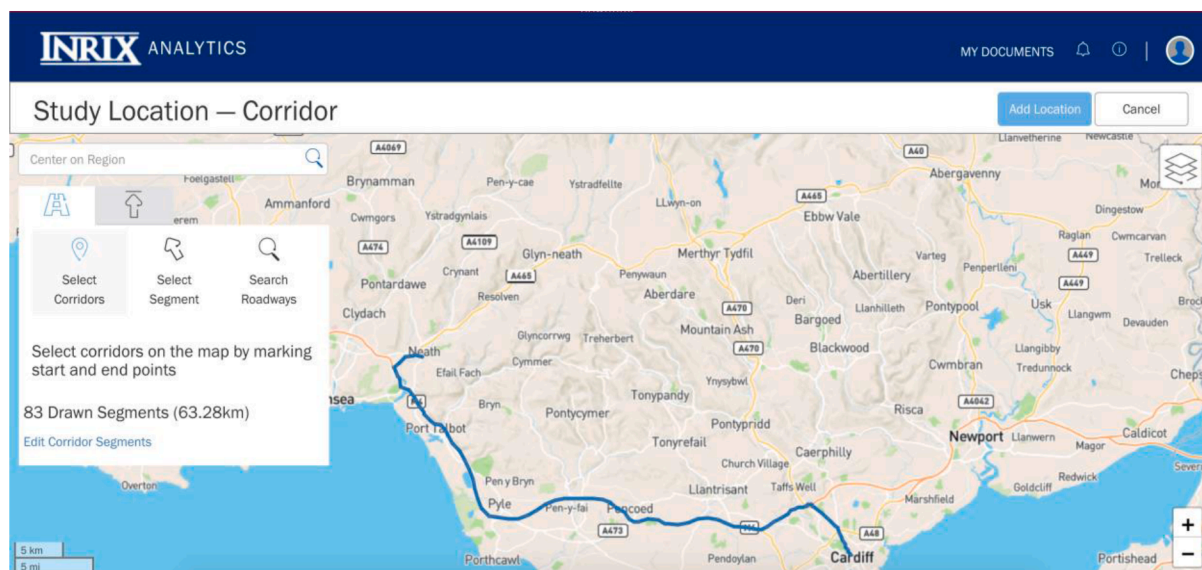 INRIX ANALYTICS
MY DOCUMENTS
Study Location — Corridor
Add Location
Cancel
Center on Region
Foelgastell
Ammanford
erem
Select
Corridors
Select
Segment
Search
Roadways
Select corridors on the map by marking
start and end points
83 Drawn Segments (63.28km)
Edit Corridor Segments
Overton
5 km
5 mi
A4069
Brynamman
Pen-y-cae
Ystradfellte
LLwyn-on
A465
Ebbw Vale
A40
Abergavenny
Llanvetherine
Newcastle
Dingestow
Cwmgors
Ystradgynlais
A474
A4109
Glyn-neath
Merthyr Tydfil
Varteg
Penperlleni
Raglan
Cwmcarvan
A449
Trelleck
Crynant
A465
Penywaun
Abertillery
A449
Pontardawe
Resolven
Aberdare
A470
Deri
Bargoed
Llanhilleth
Pontypool
Usk
Llangwm
Devauden
Clydach
Glyncorrwg
Treherbert
Mountain Ash
A470
Blackwood
Llangibby
Neath
Cymmer
Efail Fach
Ynysybwl
Cwmbran
Tredunnock
Bryn
Pontycymer
Tonypandy
Risca
A4042
Port Talbot
Pontypridd
Tonyrefail
Newport
Llanwern
Magor
Caldicot
Caerphilly
Church Village
Pen y Bryn
Llantrisant
Taffs Well
Marshfield
Goldcliff
Redwick
Pyle
Pen-y-fai
Pencoed
A473
A48
Porthcawl
Pendoylan
Cardiff
Portishead
+
−